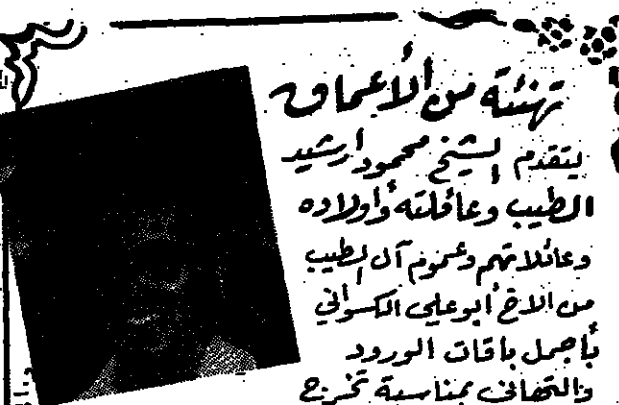 تهنئة من الأعماق
يتقدم الشيخ محمود ارشيد
الطيب وعائلته وأولاده
وعائلاتهم وعموم آل الطيب
من الاخ أبو علي الكسواني
بأجمل باقات الورود
والتهاني بمناسبة تخرج